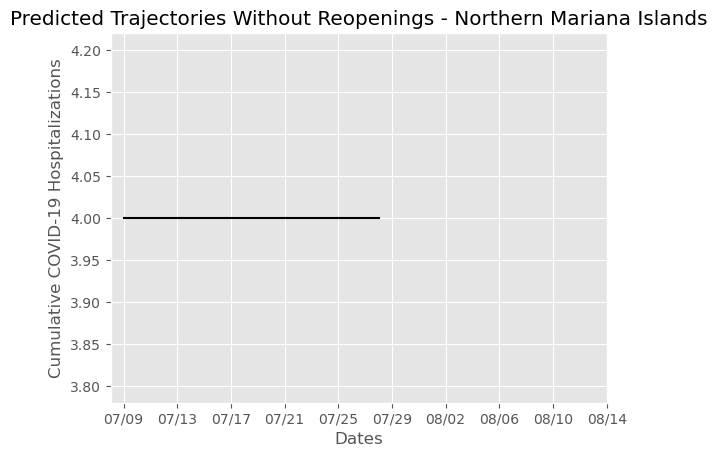 Predicted Trajectories Without Reopenings - Northern Mariana Islands
Cumulative COVID-19 Hospitalizations
4.20
4.15
4.10
4.05
4.00
3.95
3.90
3.85
3.80
07/09 07/13 07/17 07/21 07/25 07/29 08/02 08/06 08/10 08/14
Dates